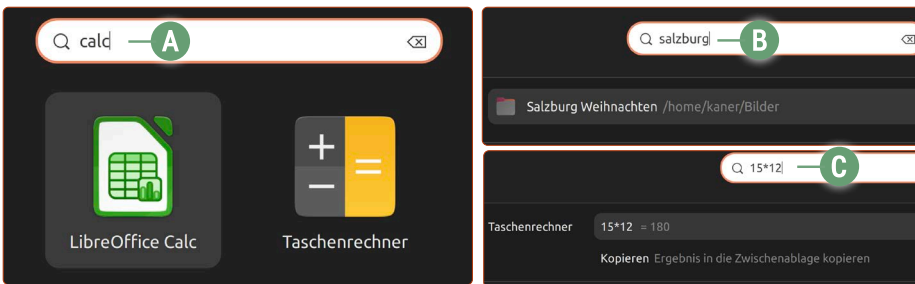 calc
A
LibreOffice Calc
Taschenrechner
salzburg
B
Salzburg Weihnachten /home/kaner/Bilder
15*12
C
Taschenrechner
15*12 = 180
Kopieren Ergebnis in die Zwischenablage kopieren